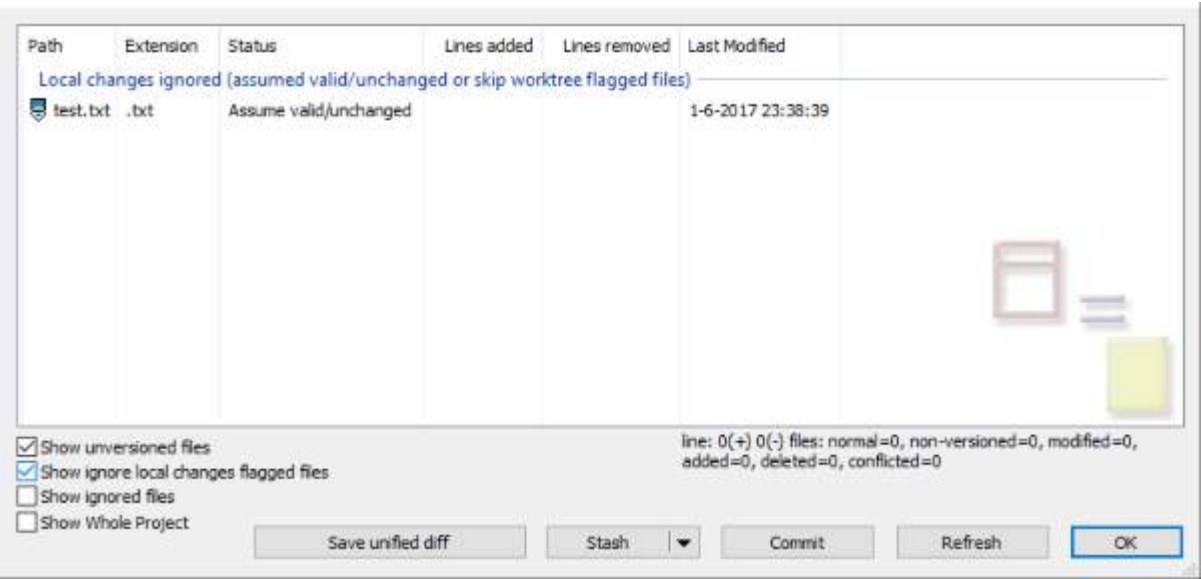 Path Extension Status Lines added Lines removed Last Modified
Local changes ignored (assumed valid/unchanged or skip worktree flagged files)
test.txt .txt Assume valid/unchanged 1-6-2017 23:38:39
Show unversioned files
line: 0(+) 0(-) files: normal=0, non-versioned=0, modified=0,
added=0, deleted=0, conflicted=0
Show ignore local changes flagged files
Show ignored files
Show Whole Project
Save unified diff Stash Commit Refresh OK